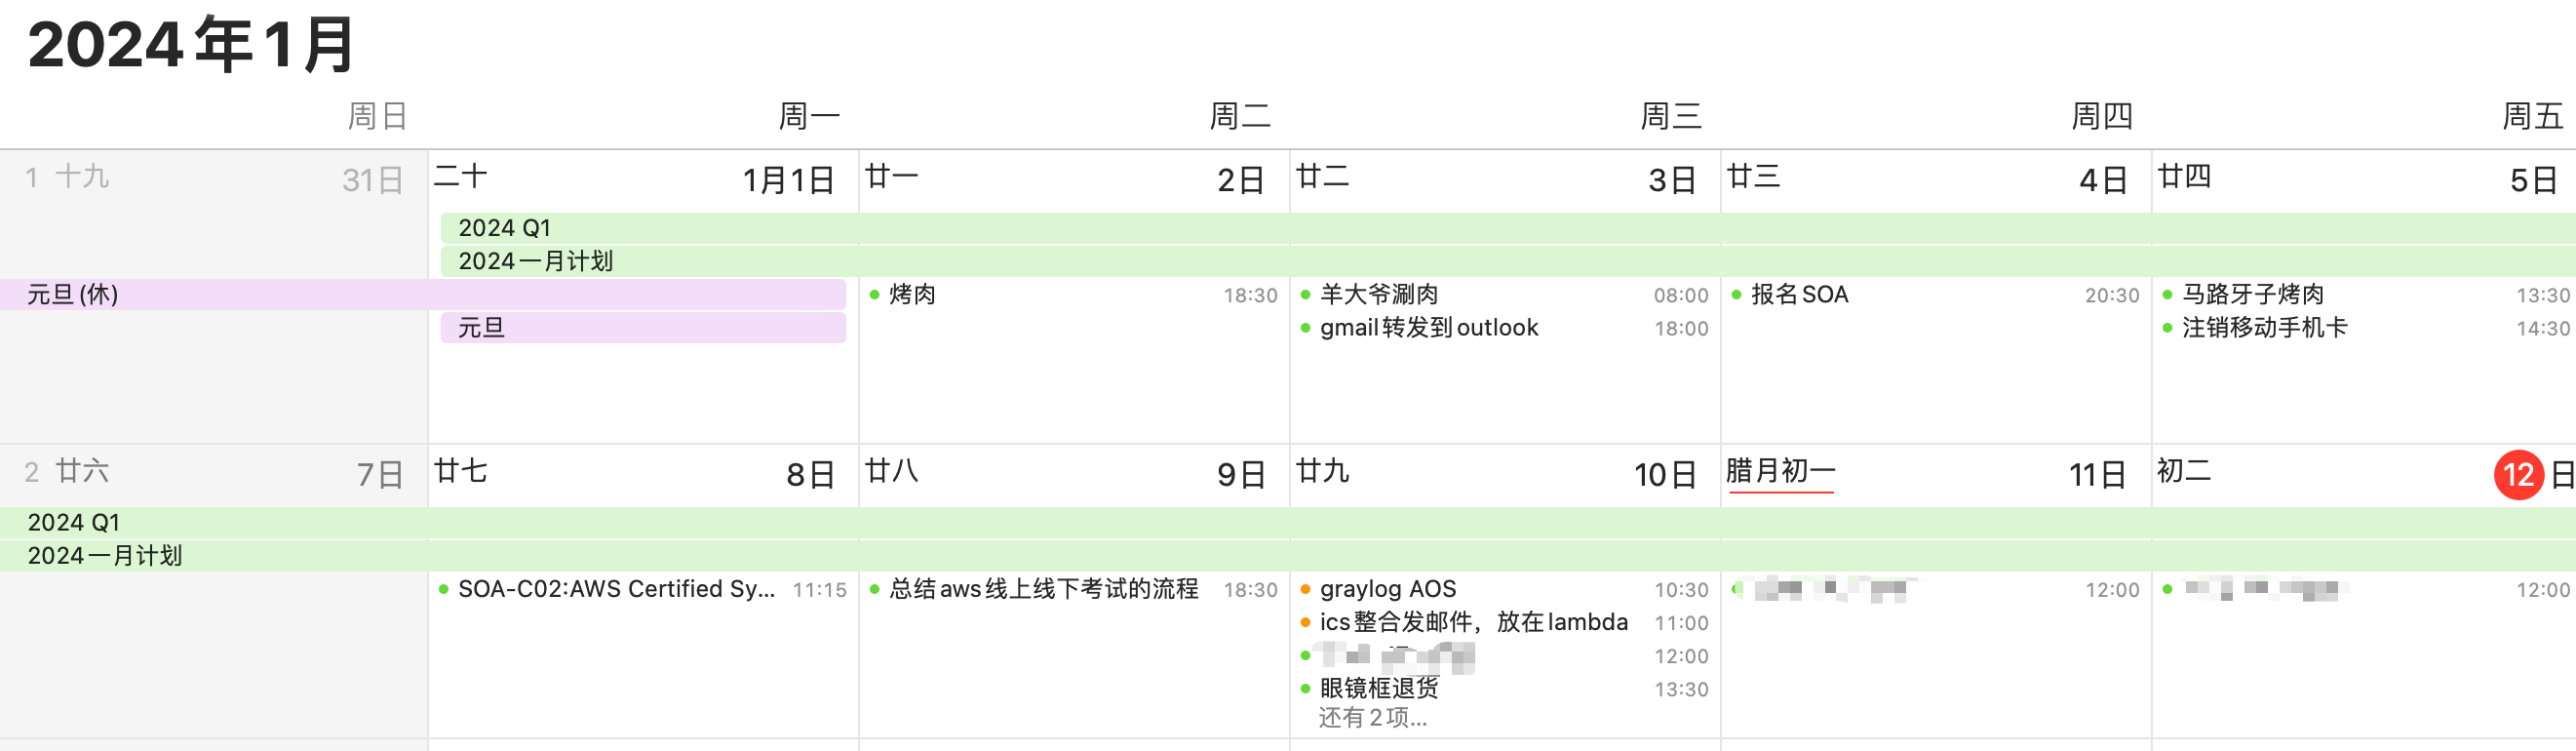 2024年1月
周日 周一 周二 周三 周四 周五
1 十九 31日 二十 1月1日 廿一 2日 廿二 3日 廿三 4日 廿四 5日
2024 Q1
2024一月计划
元旦(休) 烤肉 18:30 羊大爷涮肉 08:00 报名SOA 20:30 马路牙子烤肉 13:30
元旦 gmail转发到outlook 18:00 注销移动手机卡 14:30
2 廿六 7日 廿七 8日 廿八 9日 廿九 10日 腊月初一 11日 初二 12日
2024 Q1
2024一月计划
SOA-C02:AWS Certified Sy... 11:15 总结aws线上线下考试的流程 18:30 graylog AOS 10:30 12:00 12:00
ics整合发邮件，放在lambda 11:00
12:00
眼镜框退货 13:30
还有2项...